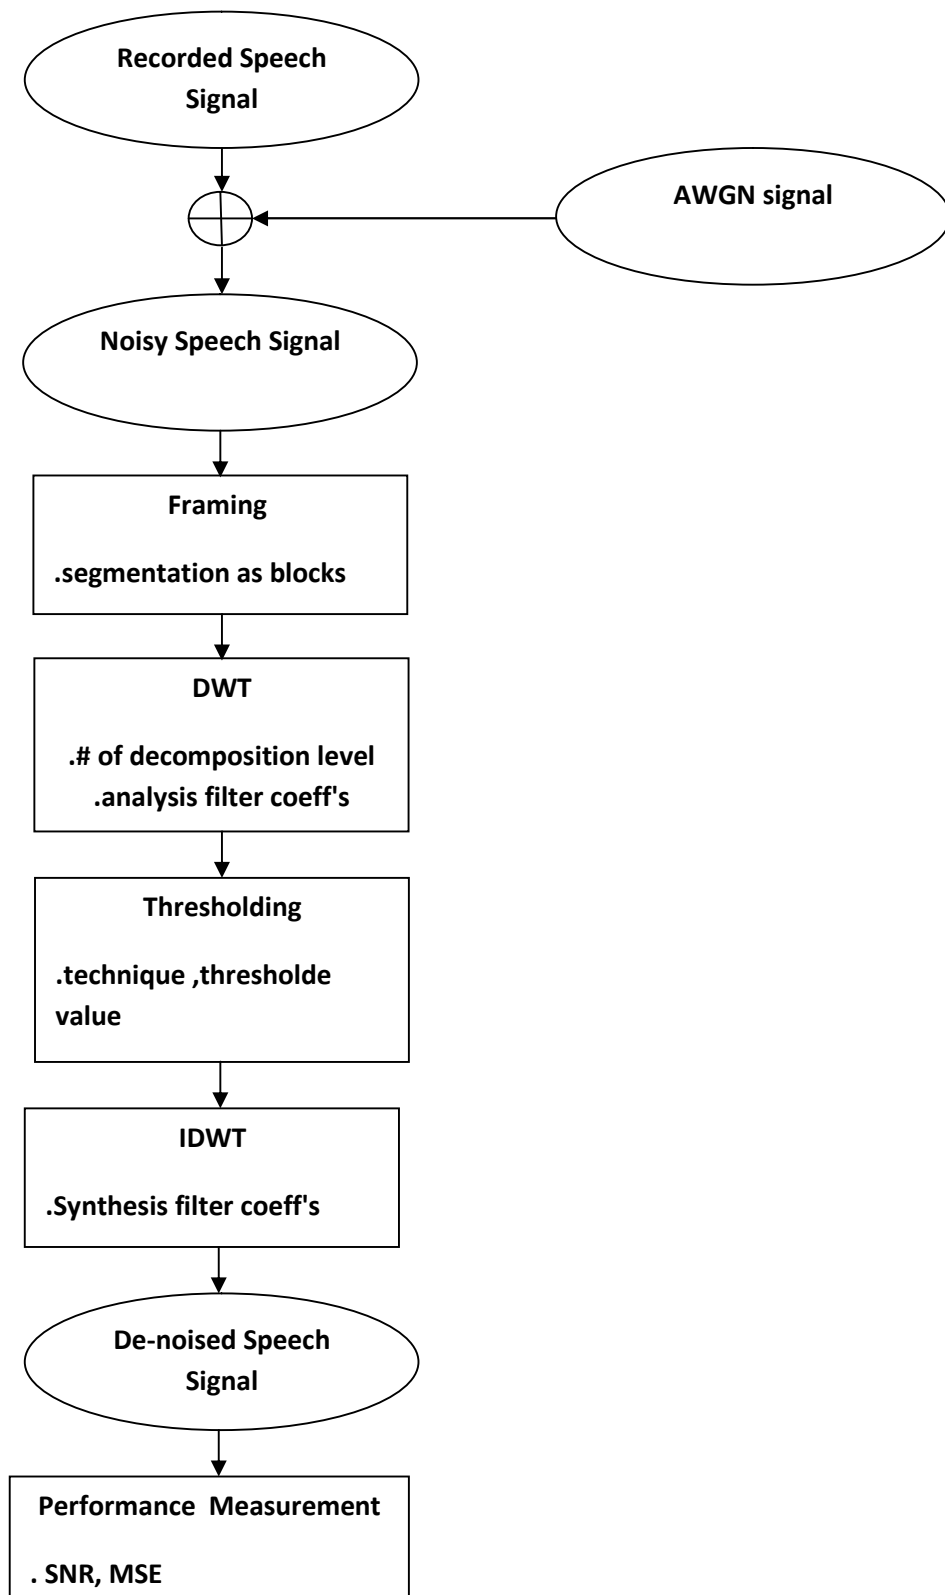 Recorded Speech
Signal
AWGN signal
Noisy Speech Signal
Framing
.segmentation as blocks
DWT
.# of decomposition level
.analysis filter coeff's
Thresholding
.technique ,thresholde
value
IDWT
.Synthesis filter coeff's
De-noised Speech
Signal
Performance  Measurement
. SNR, MSE